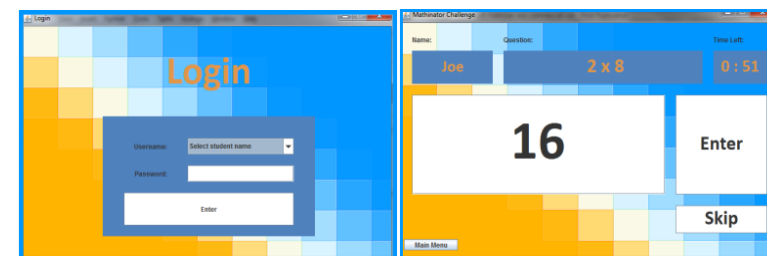 Login
Login
Username:
Select student name
Password:
Enter
Mathinator Challenge
Name:
Question:
Time Left:
Joe
2 x 8
0 : 51
16
Enter
Skip
Main Menu